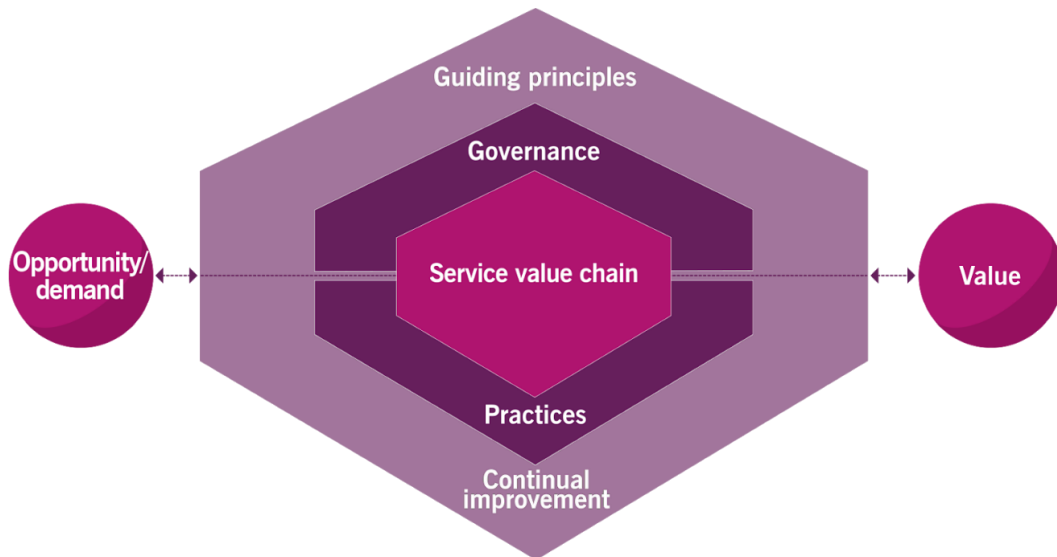 Guiding principles
Governance
Opportunity/
demand
Service value chain
Value
Practices
Continual
improvement